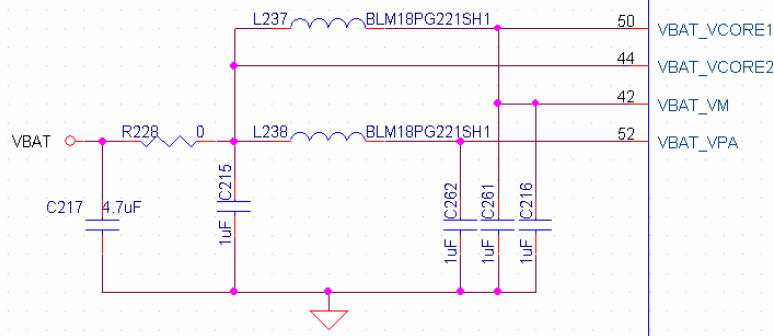 L237 BLM18PG221SH1 50 VBAT_VCORE1
44 VBAT_VCORE2
42 VBAT_VM
VBAT R228 0 L238 BLM18PG221SH1 52 VBAT_VPA
C217 4.7uF
C215
1uF
C262
1uF
C261
1uF
C216
1uF